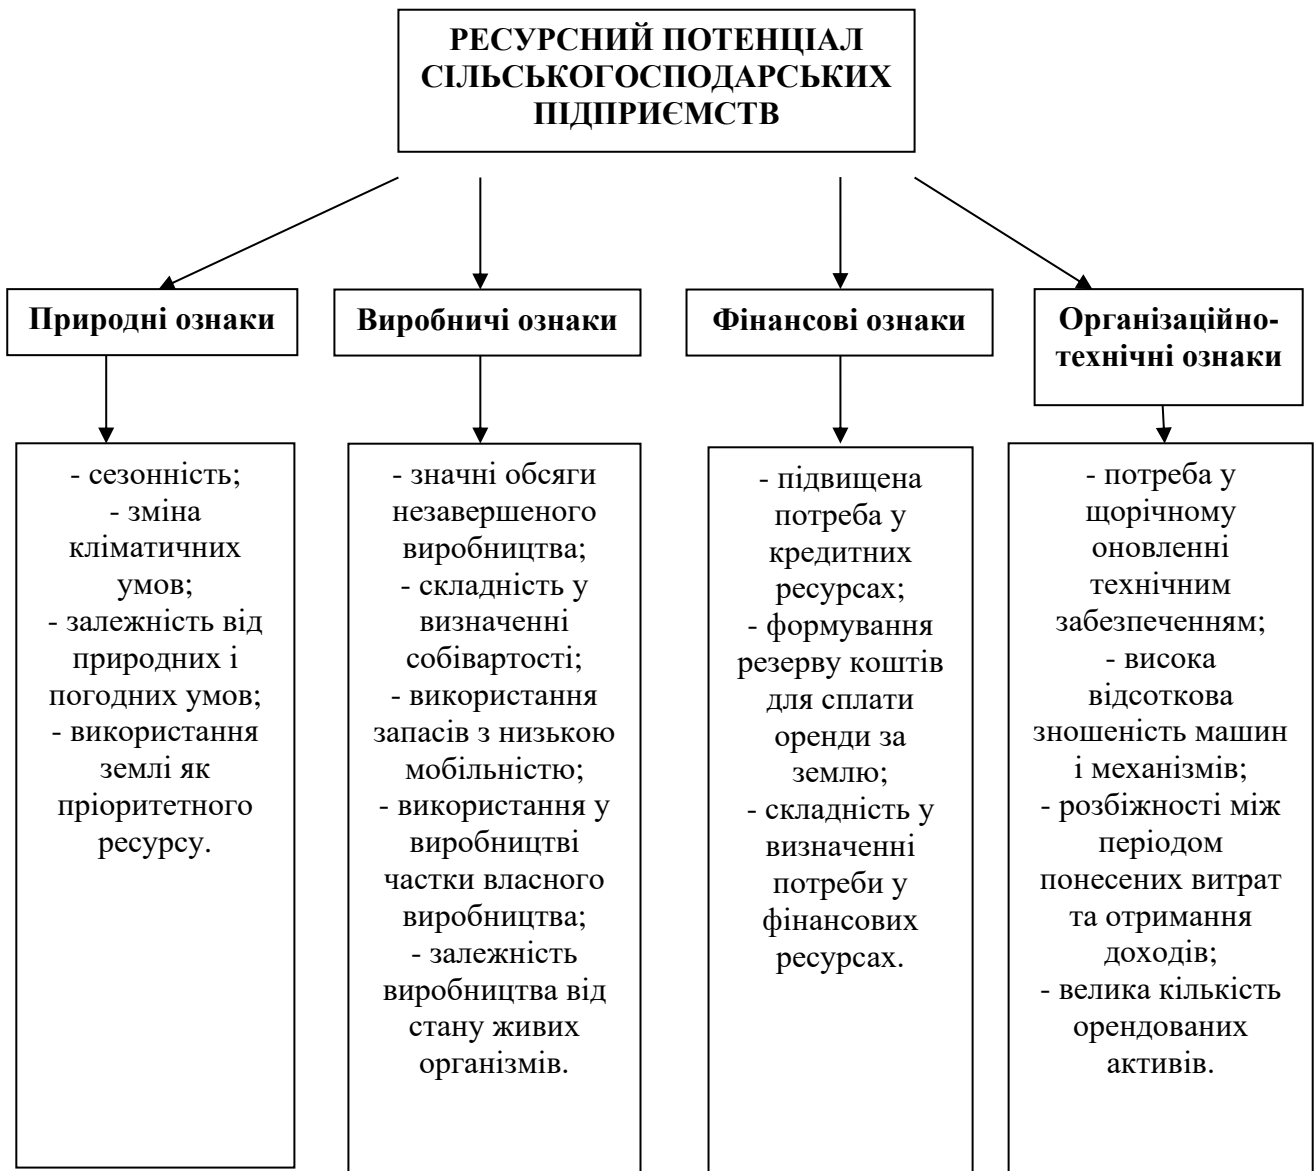 РЕСУРСНИЙ ПОТЕНЦІАЛ
СІЛЬСЬКОГОСПОДАРСЬКИХ
ПІДПРИЄМСТВ
Природні ознаки
Виробничі ознаки
Фінансові ознаки
Організаційно-
технічні ознаки
- сезонність;
- зміна
кліматичних
умов;
- залежність від
природних і
погодних умов;
- використання
землі як
пріоритетного
ресурсу.
- значні обсяги
незавершеного
виробництва;
- складність у
визначенні
собівартості;
- використання
запасів з низькою
мобільністю;
- використання у
виробництві
частки власного
виробництва;
- залежність
виробництва від
стану живих
організмів.
- підвищена
потреба у
кредитних
ресурсах;
- формування
резерву коштів
для сплати
оренди за
землю;
- складність у
визначенні
потреби у
фінансових
ресурсах.
- потреба у
щорічному
оновленні
технічним
забезпеченням;
- висока
відсоткова
зношеність машин
і механізмів;
- розбіжності між
періодом
понесених витрат
та отримання
доходів;
- велика кількість
орендованих
активів.